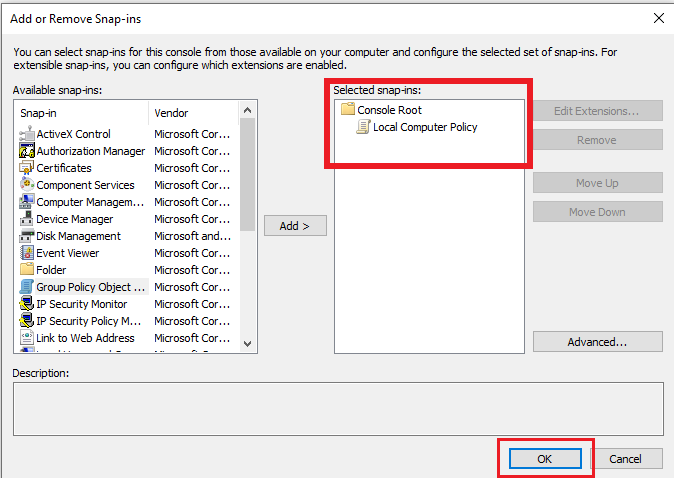 Add or Remove Snap-ins
You can select snap-ins for this console from those available on your computer and configure the selected set of snap-ins. For
extensible snap-ins, you can configure which extensions are enabled.
Available snap-ins:
Snap-in Vendor
ActiveX Control Microsoft Cor...
Authorization Manager Microsoft Cor...
Certificates Microsoft Cor...
Component Services Microsoft Cor...
Computer Managem... Microsoft Cor...
Device Manager Microsoft Cor...
Disk Management Microsoft and...
Event Viewer Microsoft Cor...
Folder Microsoft Cor...
Group Policy Object ... Microsoft Cor...
IP Security Monitor Microsoft Cor...
IP Security Policy M... Microsoft Cor...
Link to Web Address Microsoft Cor...
Add >
Selected snap-ins:
Console Root
Local Computer Policy
Edit Extensions...
Remove
Move Up
Move Down
Advanced...
Description:
OK
Cancel